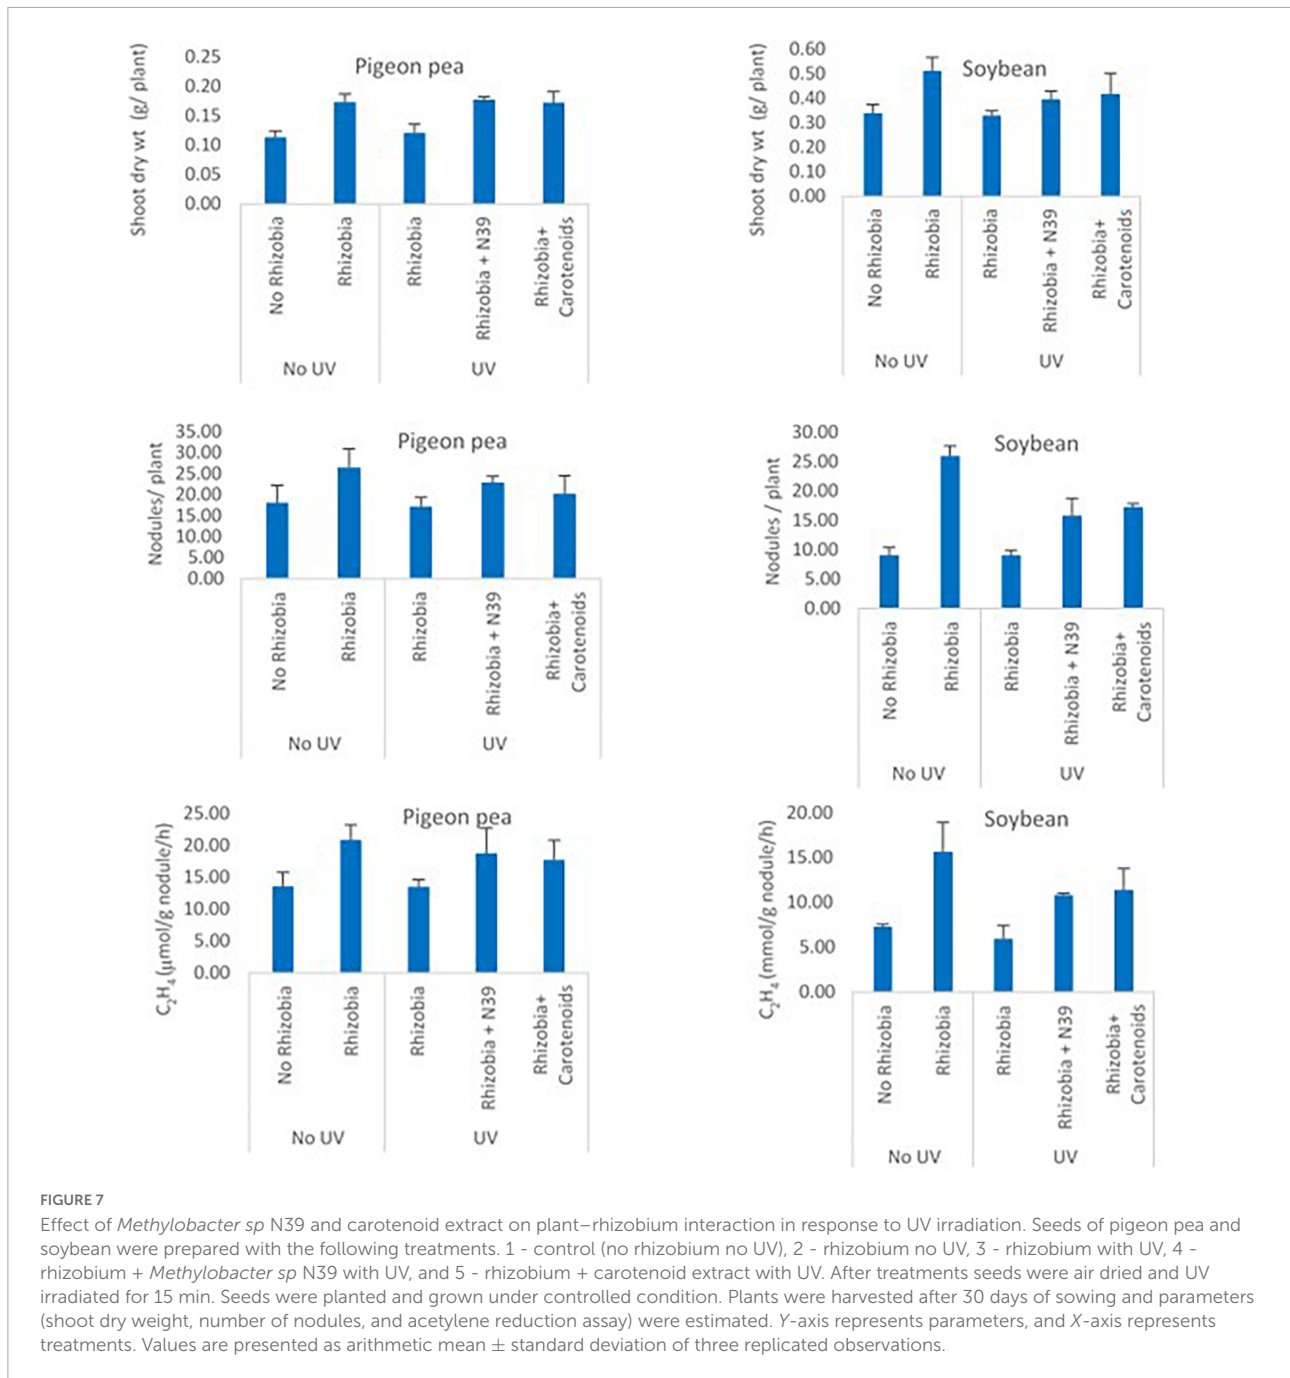 Pigeon pea
Shoot dry wt (g/ plant)
0.25
0.20
0.15
0.10
0.05
0.00
No Rhizobia
Rhizobia
Rhizobia
Rhizobia + N39
Rhizobia+
Carotenoids
No UV
UV
Soybean
Shoot dry wt (g/ plant)
0.60
0.50
0.40
0.30
0.20
0.10
0.00
No Rhizobia
Rhizobia
Rhizobia
Rhizobia + N39
Rhizobia+
Carotenoids
No UV
UV
Pigeon pea
Nodules/ plant
35.00
30.00
25.00
20.00
15.00
10.00
5.00
0.00
No Rhizobia
Rhizobia
Rhizobia
Rhizobia + N39
Rhizobia+
Carotenoids
No UV
UV
Soybean
Nodules / plant
30.00
25.00
20.00
15.00
10.00
5.00
0.00
No Rhizobia
Rhizobia
Rhizobia
Rhizobia + N39
Rhizobia+
Carotenoids
No UV
UV
Pigeon pea
C₂H₄ (µmol/g nodule/h)
25.00
20.00
15.00
10.00
5.00
0.00
No Rhizobia
Rhizobia
Rhizobia
Rhizobia + N39
Rhizobia+
Carotenoids
No UV
UV
Soybean
C₂H₄ (mmol/g nodule/h)
20.00
15.00
10.00
5.00
0.00
No Rhizobia
Rhizobia
Rhizobia
Rhizobia + N39
Rhizobia+
Carotenoids
No UV
UV
FIGURE 7
Effect of Methylobacter sp N39 and carotenoid extract on plant–rhizobium interaction in response to UV irradiation. Seeds of pigeon pea and
soybean were prepared with the following treatments. 1 - control (no rhizobium no UV), 2 - rhizobium no UV, 3 - rhizobium with UV, 4 -
rhizobium + Methylobacter sp N39 with UV, and 5 - rhizobium + carotenoid extract with UV. After treatments seeds were air dried and UV
irradiated for 15 min. Seeds were planted and grown under controlled condition. Plants were harvested after 30 days of sowing and parameters
(shoot dry weight, number of nodules, and acetylene reduction assay) were estimated. Y-axis represents parameters, and X-axis represents
treatments. Values are presented as arithmetic mean ± standard deviation of three replicated observations.